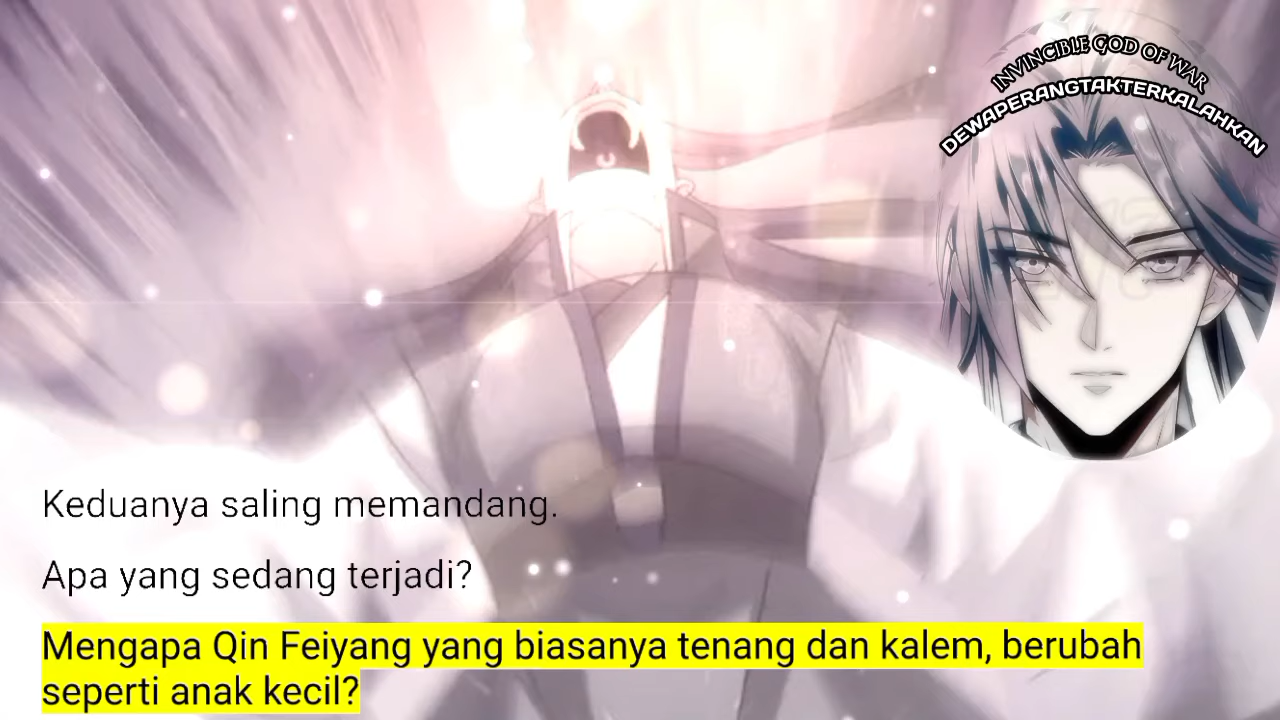 INVINCIBLE GOD OF WAR
DEWAPERANGTAKTERKALAHKAN
Keduanya saling memandang.
Apa yang sedang terjadi?
Mengapa Qin Feiyang yang biasanya tenang dan kalem, berubah
seperti anak kecil?